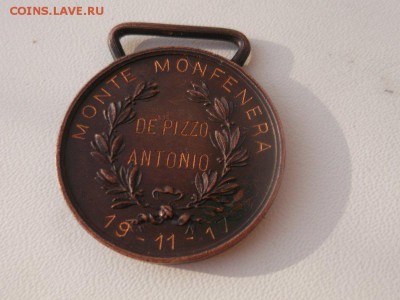 COINS.LAVE.RU
MONTE MONFENERA
DE PIZZO
ANTONIO
19-11-17